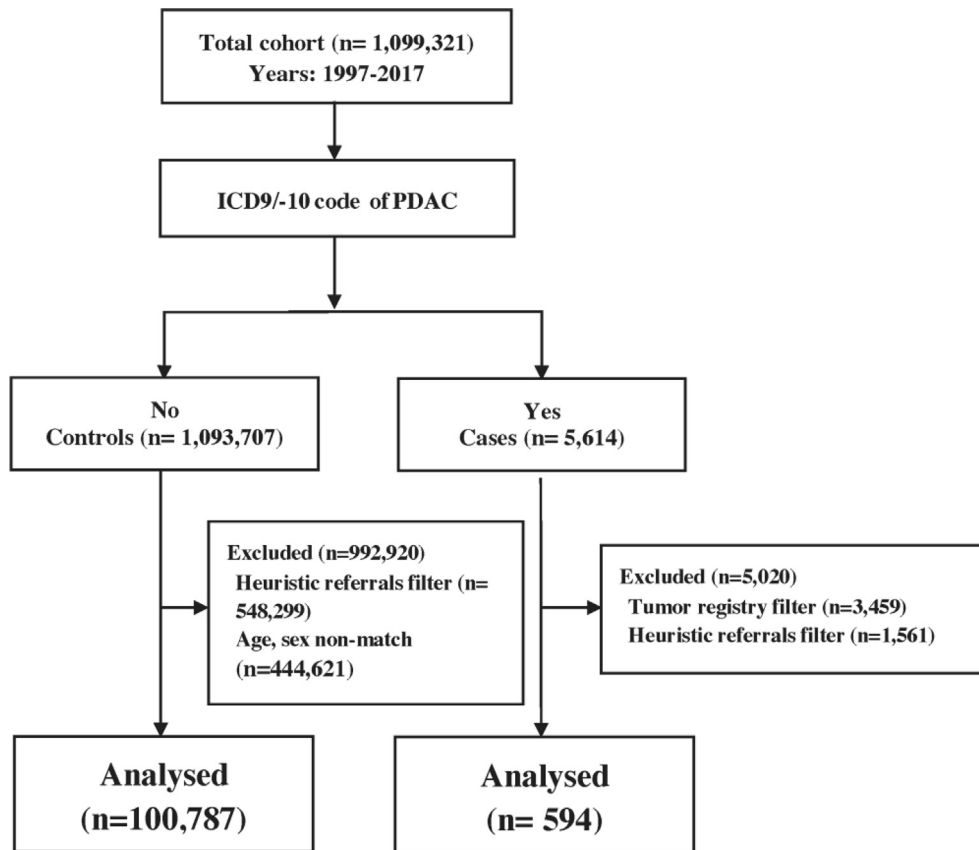 Total cohort (n= 1,099,321)
Years: 1997-2017
ICD9/-10 code of PDAC
No
Controls (n= 1,093,707)
Yes
Cases (n= 5,614)
Excluded (n=992,920)
Heuristic referrals filter (n=
548,299)
Age, sex non-match
(n=444,621)
Excluded (n=5,020)
Tumor registry filter (n=3,459)
Heuristic referrals filter (n=1,561)
Analysed
(n=100,787)
Analysed
(n= 594)